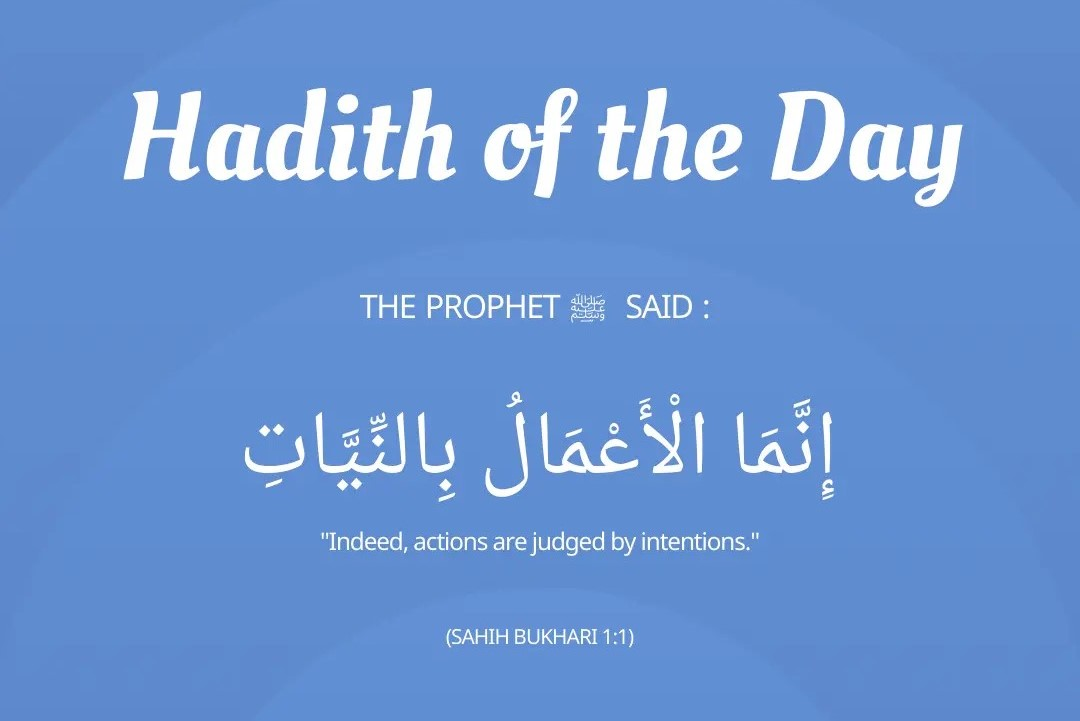 Hadith of the Day
THE PROPHET ﷺ SAID :
إِنَّمَا الْأَعْمَالُ بِالنِّيَّاتِ
"Indeed, actions are judged by intentions."
(SAHIH BUKHARI 1:1)